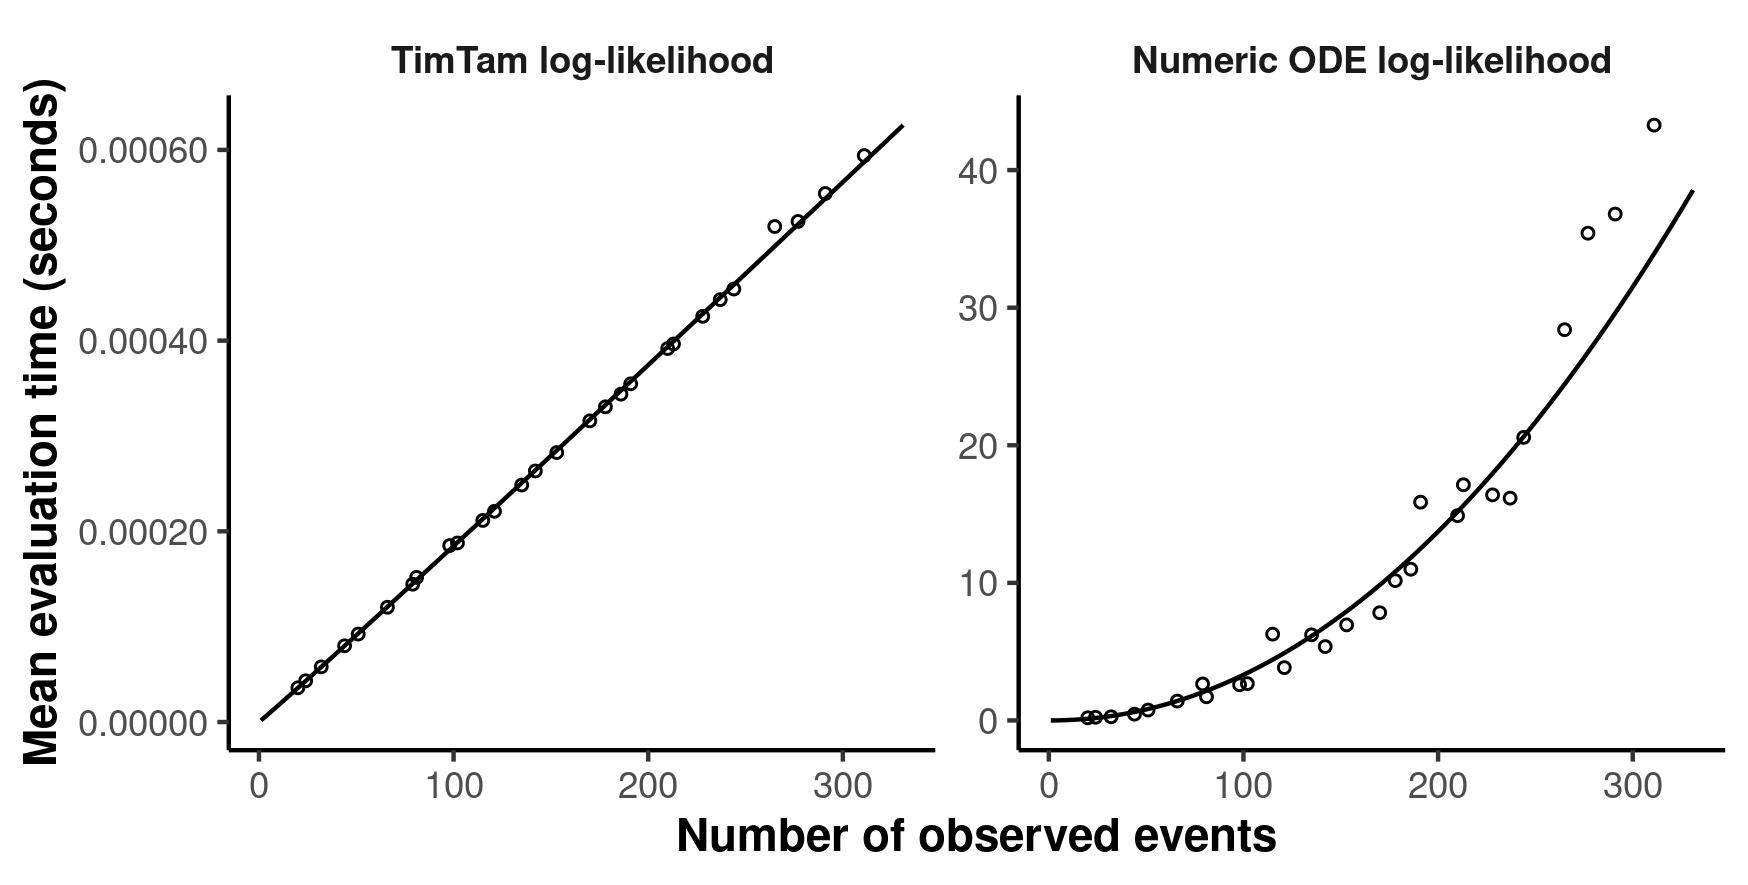 TimTam log-likelihood
Numeric ODE log-likelihood
Mean evaluation time (seconds)
0.00060
0.00040
0.00020
0.00000
0 100 200 300
40
30
20
10
0
0 100 200 300
Number of observed events